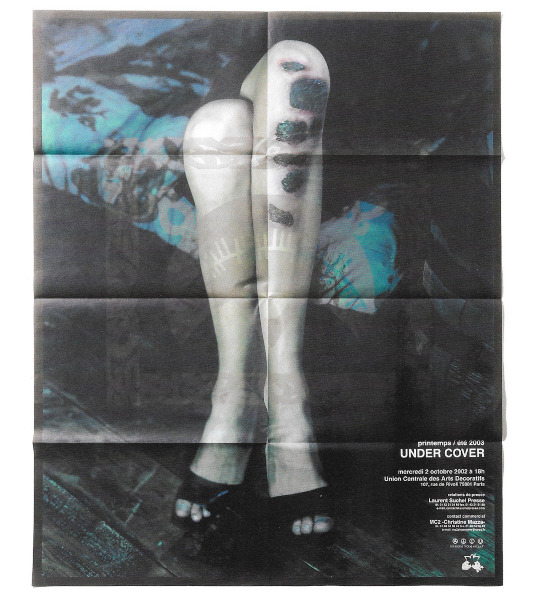 printemps / été 2003
UNDER COVER
mercredi 2 octobre 2002 à 18h
Union Centrale des Arts Decoratifs
107, rue de Rivoli 75001 Paris
relations de presse
Laurent Suchel Presse
contact commercial
MC2 -Christine Mazza-